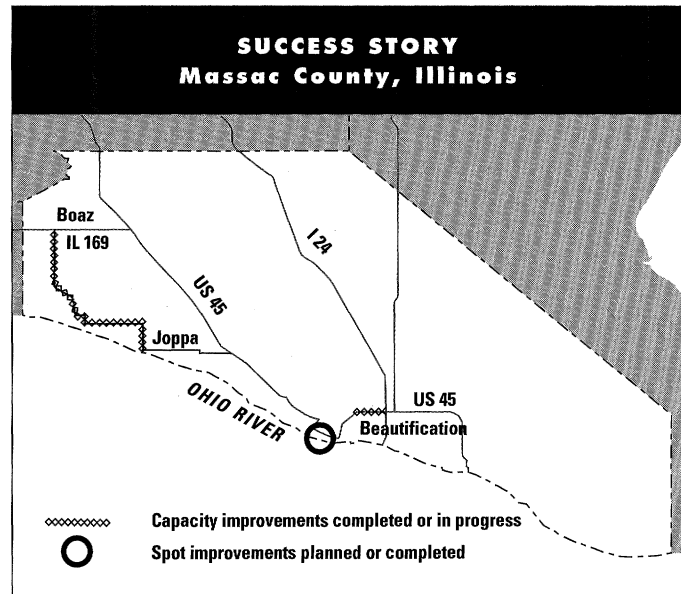 SUCCESS STORY
Massac County, Illinois
Boaz
IL 169
I 24
US 45
Joppa
OHIO RIVER
US 45
Beautification
Capacity improvements completed or in progress
Spot improvements planned or completed